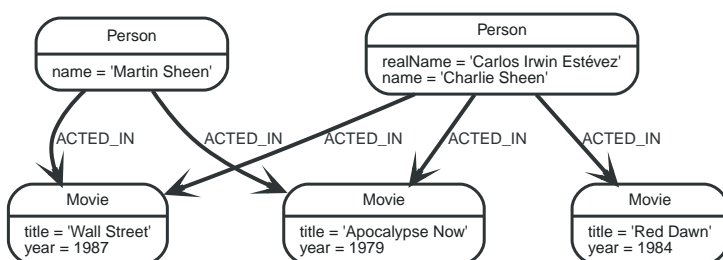 Person
name = 'Martin Sheen'
Person
realName = 'Carlos Irwin Estévez'
name = 'Charlie Sheen'
ACTED_IN
ACTED_IN
ACTED_IN
ACTED_IN
ACTED_IN
Movie
title = 'Wall Street'
year = 1987
Movie
title = 'Apocalypse Now'
year = 1979
Movie
title = 'Red Dawn'
year = 1984